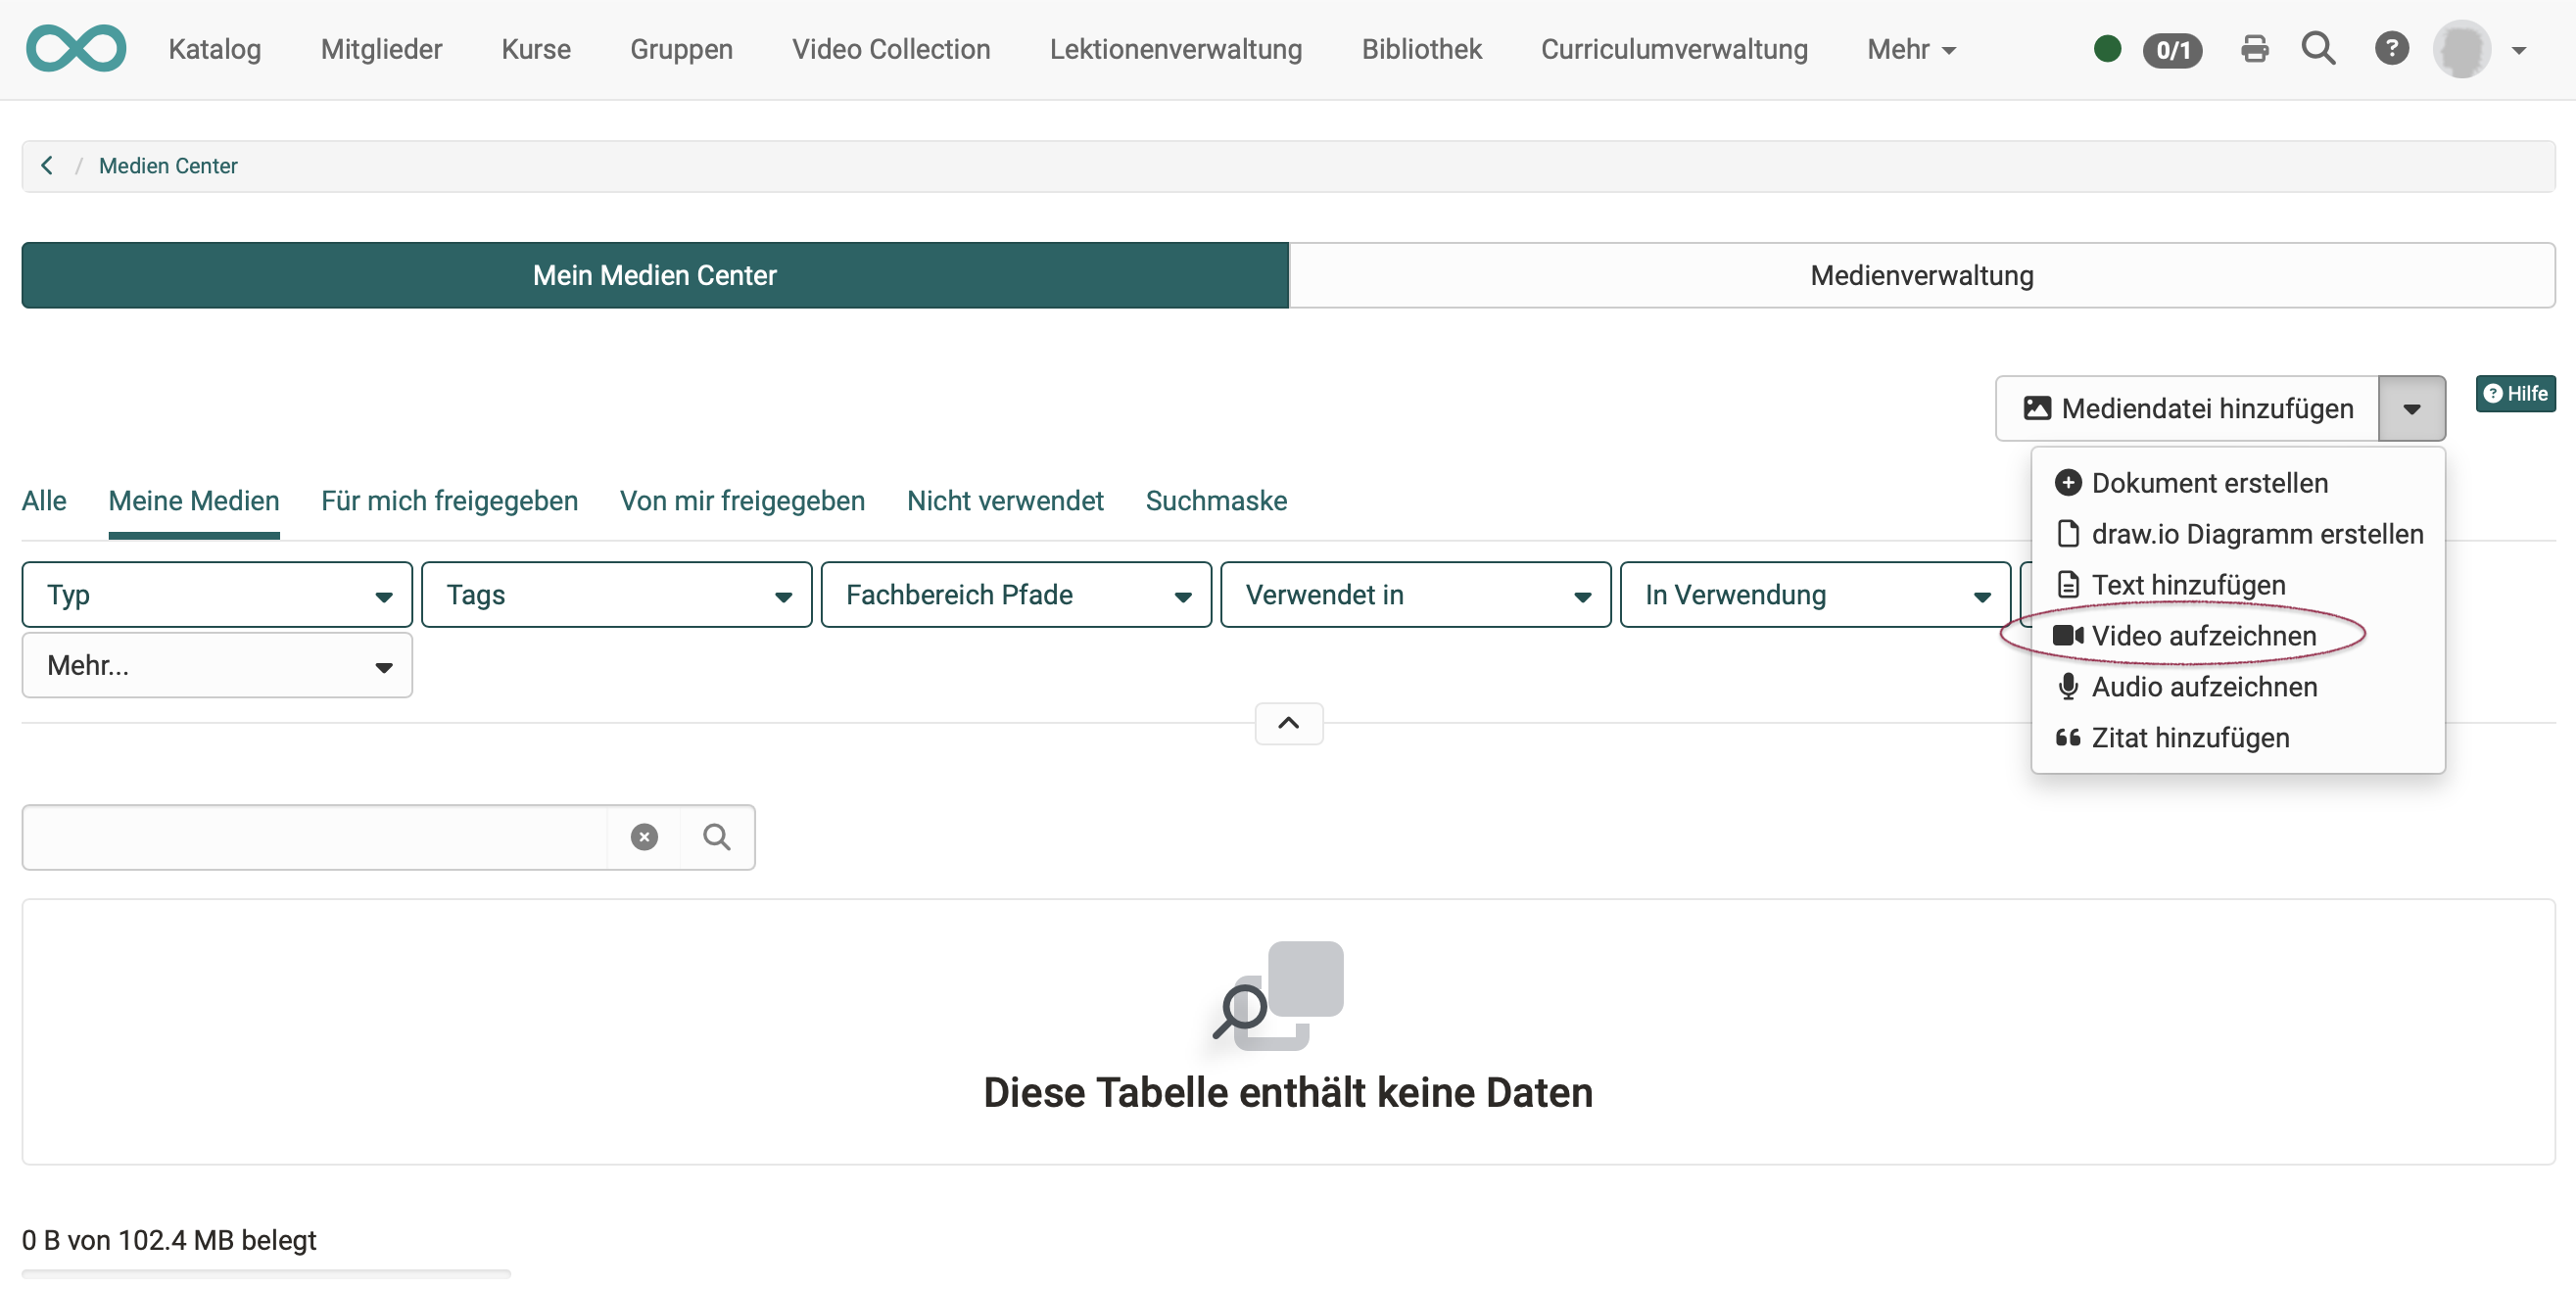 Katalog Mitglieder Kurse Gruppen Video Collection Lektionenverwaltung Bibliothek Curriculumverwaltung Mehr 0/1
/ Medien Center
Mein Medien Center Medienverwaltung
Mediendatei hinzufügen
Hilfe
Dokument erstellen
draw.io Diagramm erstellen
Text hinzufügen
Video aufzeichnen
Audio aufzeichnen
Zitat hinzufügen
Alle Meine Medien Für mich freigegeben Von mir freigegeben Nicht verwendet Suchmaske
Typ Tags Fachbereich Pfade Verwendet in In Verwendung
Mehr...
Diese Tabelle enthält keine Daten
0 B von 102.4 MB belegt